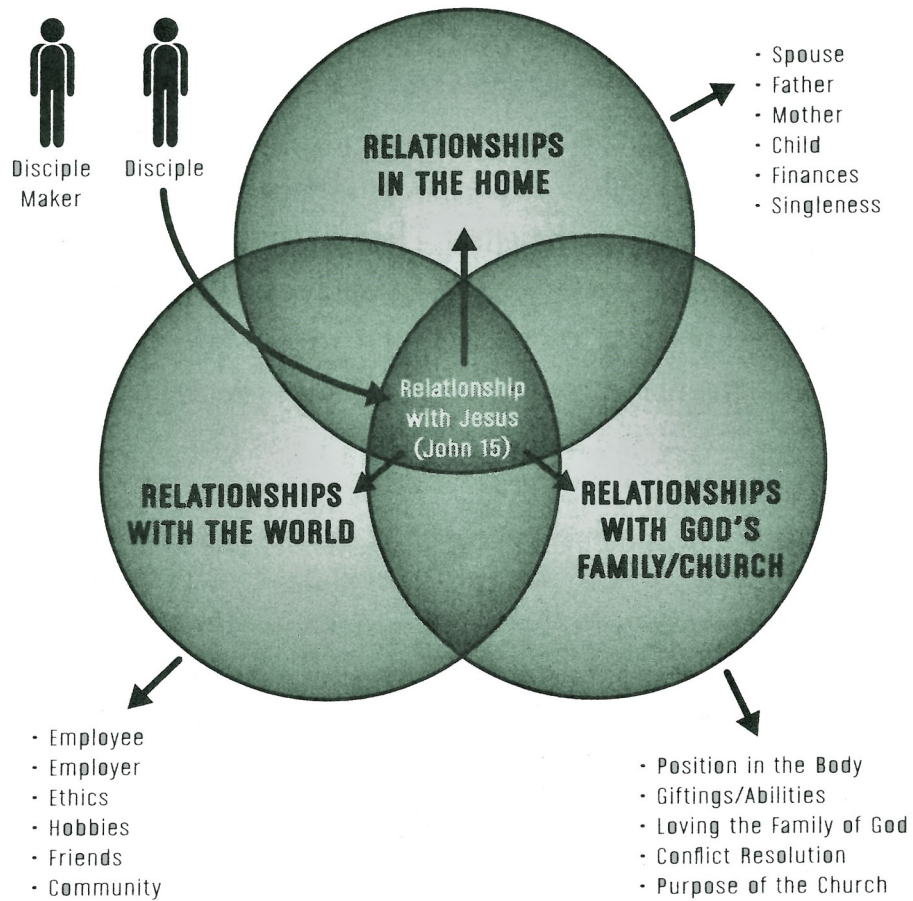 Disciple
Maker
Disciple
RELATIONSHIPS
IN THE HOME
· Spouse
· Father
· Mother
· Child
· Finances
· Singleness
Relationship
with Jesus
(John 15)
RELATIONSHIPS
WITH THE WORLD
RELATIONSHIPS
WITH GOD'S
FAMILY/CHURCH
· Employee
· Employer
· Ethics
· Hobbies
· Friends
· Community
· Position in the Body
· Giftings/Abilities
· Loving the Family of God
· Conflict Resolution
· Purpose of the Church